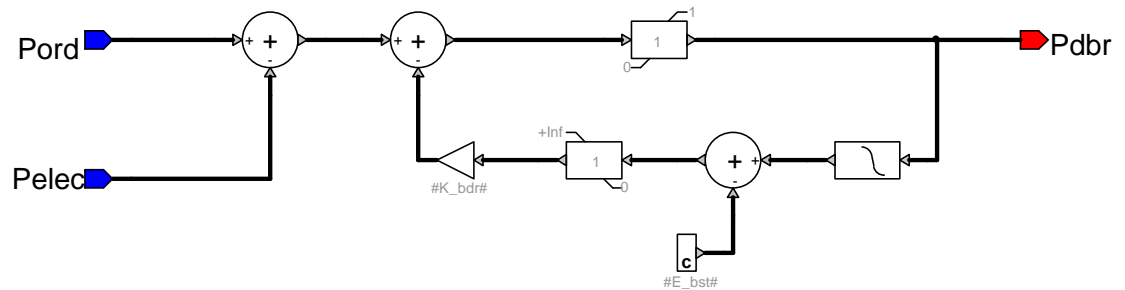 1
Pord
+ + -
+ + -
1
Pdbr
0
+Inf
Pelec
1
+ + -
#K_bdr#
0
c
#E_bst#